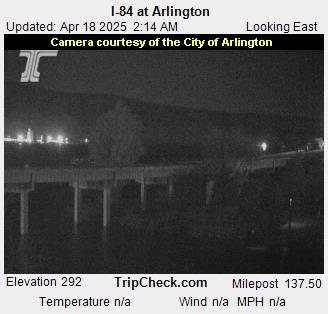 I-84 at Arlington
Updated: Apr 18 2025 2:14 AM Looking East
Camera courtesy of the City of Arlington
Elevation 292 TripCheck.com Milepost 137.50
Temperature n/a Wind n/a MPH n/a